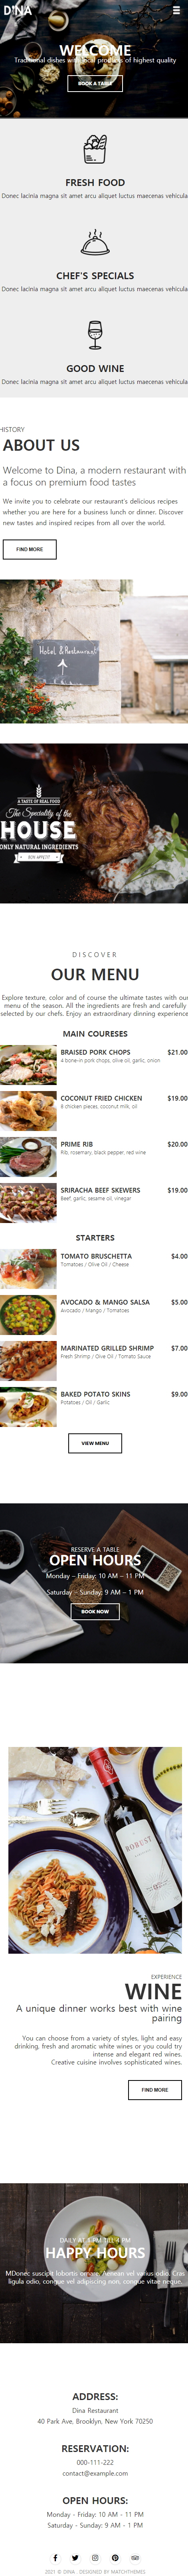 DINA
WELCOME
Traditional dishes with local products of highest quality
BOOK A TABLE
FRESH FOOD
Donec lacinia magna sit amet arcu aliquet luctus maecenas vehicula
CHEF'S SPECIALS
Donec lacinia magna sit amet arcu aliquet luctus maecenas vehicula
GOOD WINE
Donec lacinia magna sit amet arcu aliquet luctus maecenas vehicula
HISTORY
ABOUT US
Welcome to Dina, a modern restaurant with
a focus on premium food tastes
We invite you to celebrate our restaurant's delicious recipes
whether you are here for a business lunch or dinner. Discover
new tastes and inspired recipes from all over the world.
FIND MORE
Hotel & Restaurant
A TASTE OF REAL FOOD
The Speciality of the
HOUSE
ONLY NATURAL INGREDIENTS
BON APPETIT
DISCOVER
OUR MENU
Explore texture, color and of course the ultimate tastes with our
menu of the season. All the ingredients are fresh and carefully
selected by our chefs. Enjoy an extraordinary dinning experience
MAIN COURESES
BRAISED PORK CHOPS $21.00
4 bone-in pork chops, olive oil, garlic, onion
COCONUT FRIED CHICKEN $19.00
8 chicken pieces, coconut milk, oil
PRIME RIB $20.00
Rib, rosemary, black pepper, red wine
SRIRACHA BEEF SKEWERS $19.00
Beef, garlic, sesame oil, vinegar
STARTERS
TOMATO BRUSCHETTA $4.00
Tomatoes / Olive Oil / Cheese
AVOCADO & MANGO SALSA $5.00
Avocado / Mango / Tomatoes
MARINATED GRILLED SHRIMP $7.00
Fresh Shrimp / Olive Oil / Tomato Sauce
BAKED POTATO SKINS $9.00
Potatoes / Oil / Garlic
VIEW MENU
RESERVE A TABLE
OPEN HOURS
Monday – Friday: 10 AM – 11 PM
Saturday - Sunday: 9 AM – 1 PM
BOOK NOW
ROBEST
EXPERIENCE
WINE
A unique dinner works best with wine
pairing
You can choose from a variety of styles, light and easy
drinking, fresh and aromatic white wines or you could try
intense and elegant red wines.
Creative cuisine involves sophisticated wines.
FIND MORE
DAILY AT 1 PM TILL 4 PM
HAPPY HOURS
MDonec suscipit lobortis ornare. Aenean vel varius odio. Cras
ligula odio, congue vel adipiscing non, congue vitae neque.
ADDRESS:
Dina Restarant
40 Park Ave, Brooklyn, New York 70250
RESERVATION:
000-111-222
contact@example.com
OPEN HOURS:
Monday - Friday: 10 AM - 11 PM
Saturday - Sunday: 9 AM - 1 PM
2021 © DINA . DESIGNED BY MATCHTHEMES.